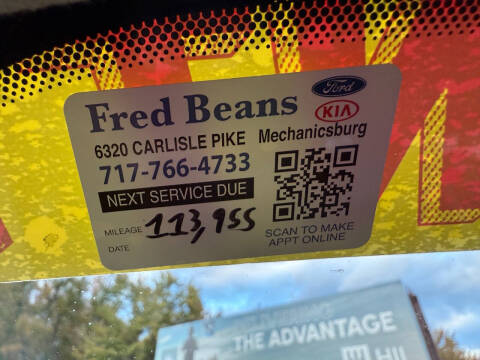 Fred Beans
Ford
KIA
6320 CARLISLE PIKE Mechanicsburg
717-766-4733
NEXT SERVICE DUE
MILEAGE 113,955
DATE
SCAN TO MAKE
APPT ONLINE
THE ADVANTAGE